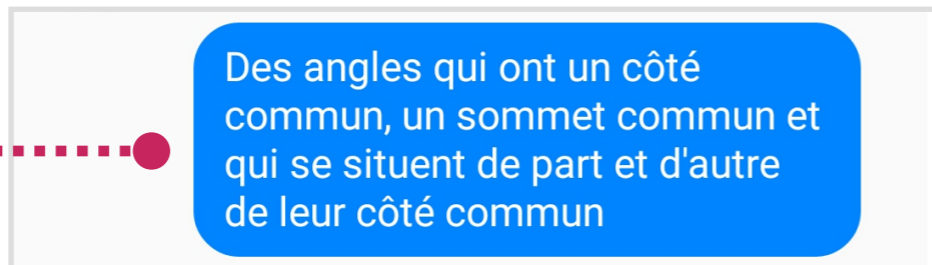 Des angles qui ont un côté
commun, un sommet commun et
qui se situent de part et d'autre
de leur côté commun